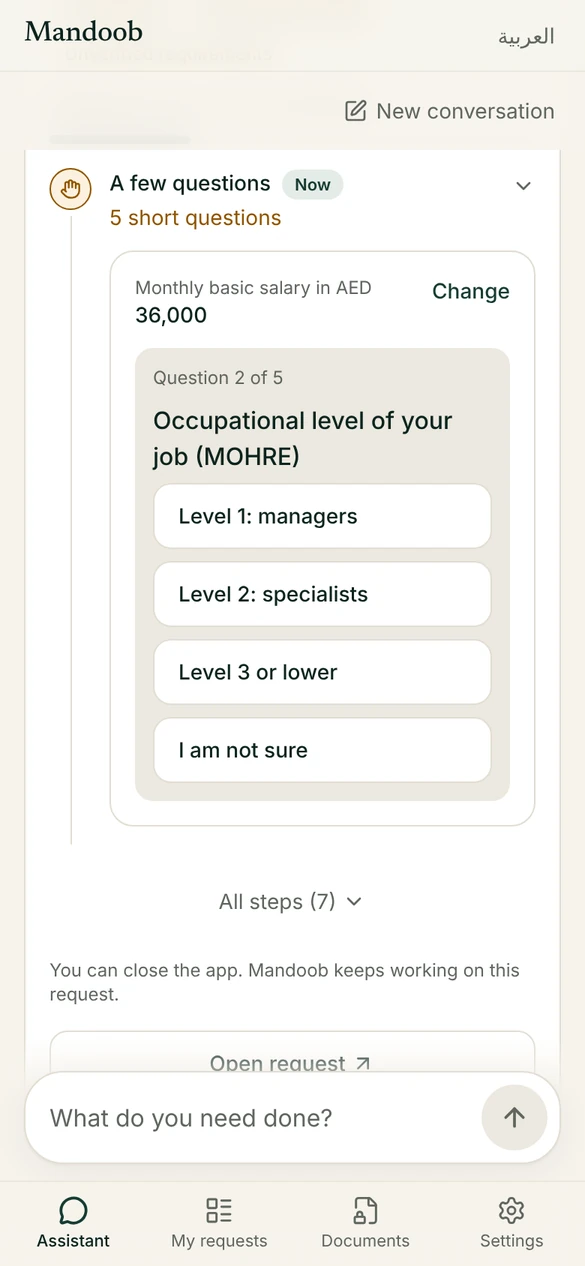 Mandoob
العربية
New conversation
A few questions
Now
5 short questions
Monthly basic salary in AED
Change
36,000
Question 2 of 5
Occupational level of your
job (MOHRE)
Level 1: managers
Level 2: specialists
Level 3 or lower
I am not sure
All steps (7)
You can close the app. Mandoob keeps working on this
request.
Open request
What do you need done?
Assistant
My requests
Documents
Settings